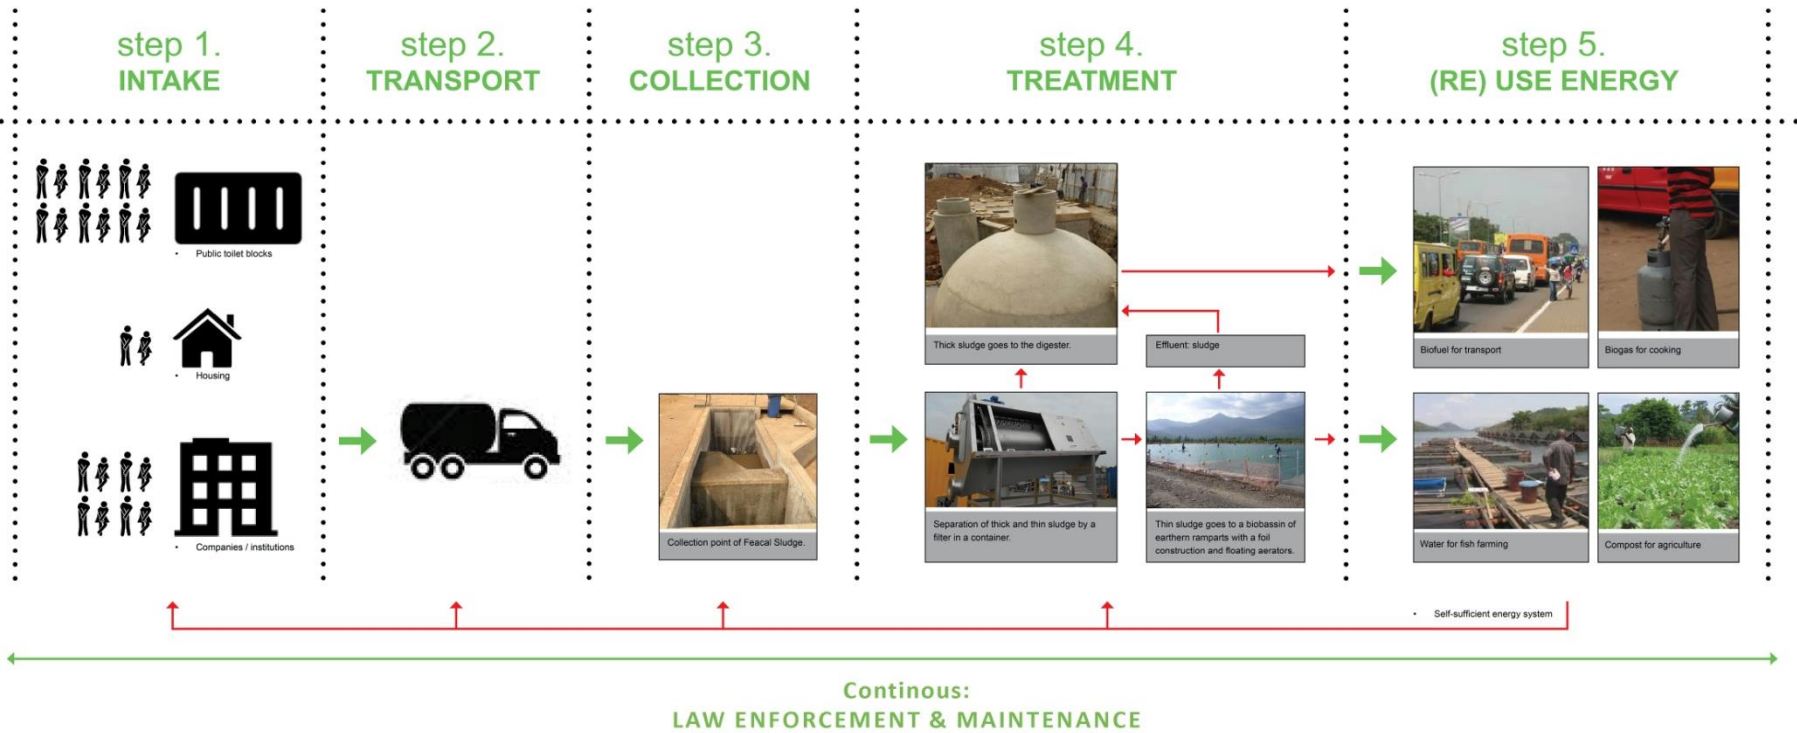 step 1.
INTAKE
step 2.
TRANSPORT
step 3.
COLLECTION
step 4.
TREATMENT
step 5.
(RE) USE ENERGY
• Public toilet blocks
• Housing
• Companies / institutions
Collection point of Feacal Sludge.
Thick sludge goes to the digester.
Effluent: sludge
Separation of thick and thin sludge by a
filter in a container.
Thin sludge goes to a biobassin of
earthern ramparts with a foil
construction and floating aerators.
Biofuel for transport
Biogas for cooking
Water for fish farming
Compost for agriculture
• Self-sufficient energy system
Continous:
LAW ENFORCEMENT & MAINTENANCE